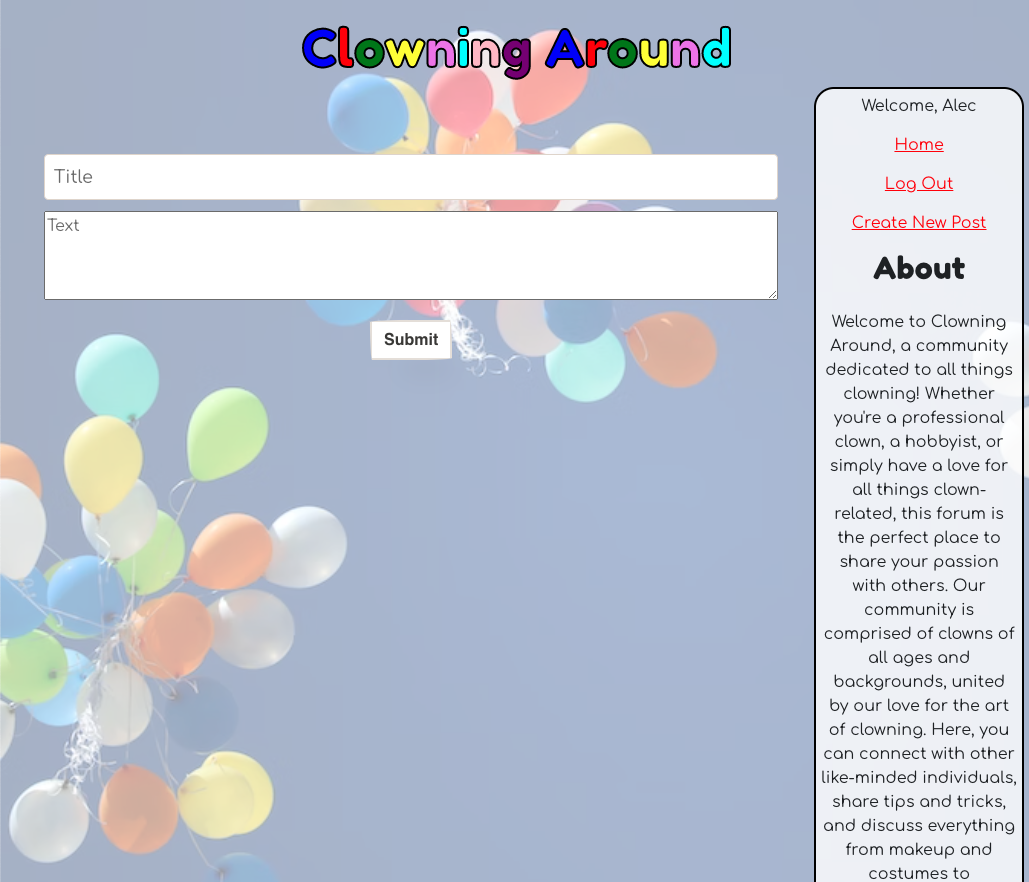 Clowning Around
Welcome, Alec
Home
Log Out
Create New Post
Title
Text
Submit
About
Welcome to Clowning
Around, a community
dedicated to all things
clowning! Whether
you're a professional
clown, a hobbyist, or
simply have a love for
all things clown-
related, this forum is
the perfect place to
share your passion
with others. Our
community is
comprised of clowns of
all ages and
backgrounds, united
by our love for the art
of clowning. Here, you
can connect with other
like-minded individuals,
share tips and tricks,
and discuss everything
from makeup and
costumes to